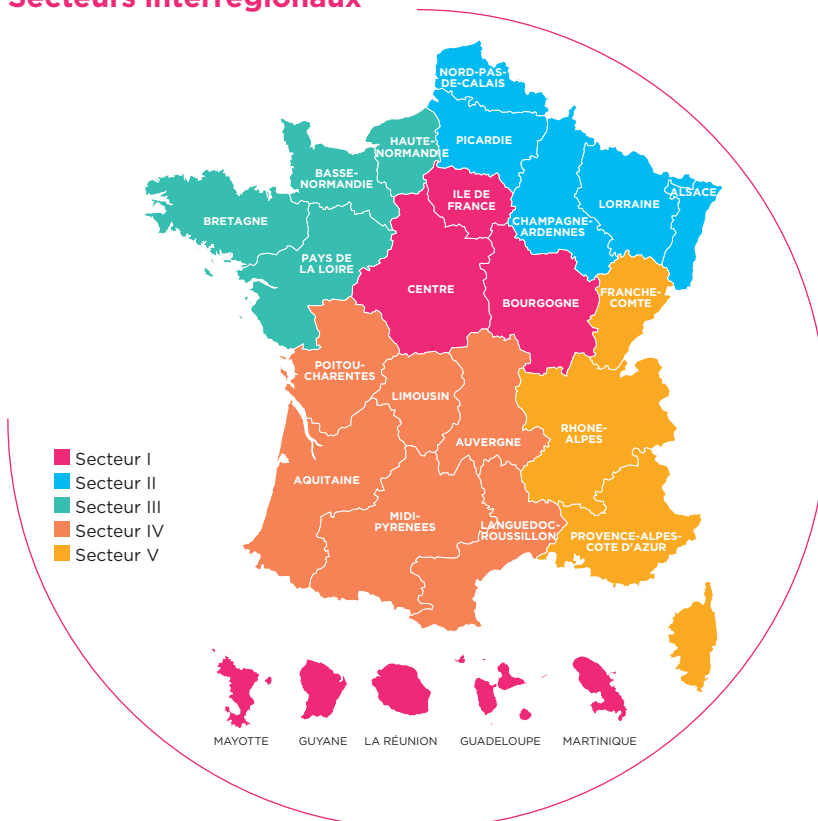 Secteurs interrégionaux
NORD-PAS-
DE-CALAIS
PICARDIE
HAUTE-
NORMANDIE
BASSE-
NORMANDIE
ILE DE
FRANCE
ALSACE
LORRAINE
BRETAGNE
CHAMPAGNE-
ARDENNES
PAYS DE
LA LOIRE
CENTRE
BOURGOGNE
FRANCHE-
COMTE
POITOU-
CHARENTES
LIMOUSIN
AUVERGNE
RHONE-
ALPES
Secteur I
Secteur II
Secteur III
Secteur IV
Secteur V
AQUITAINE
MIDI-
PYRENEES
LANGUEDOC-
ROUSSILLON
PROVENCE-ALPES-
COTE D'AZUR
MAYOTTE
GUYANE
LA RÉUNION
GUADELOUPE
MARTINIQUE